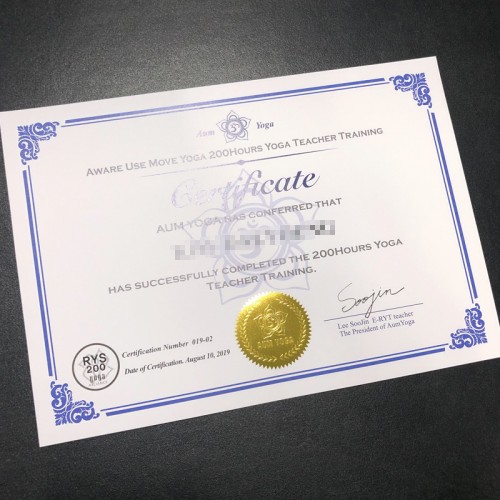 Aum Yoga
Aware Use Move Yoga 200Hours Yoga Teacher Training
Certificate
Aum Yoga has conferred that
has successfully completed the 200Hours Yoga
Teacher Training.
Soojin
Lee SooJin E-RYT teacher
The President of AumYoga
AUM YOGA
Certification Number 019-02
Date of Certification. August 10, 2019
RYS
200